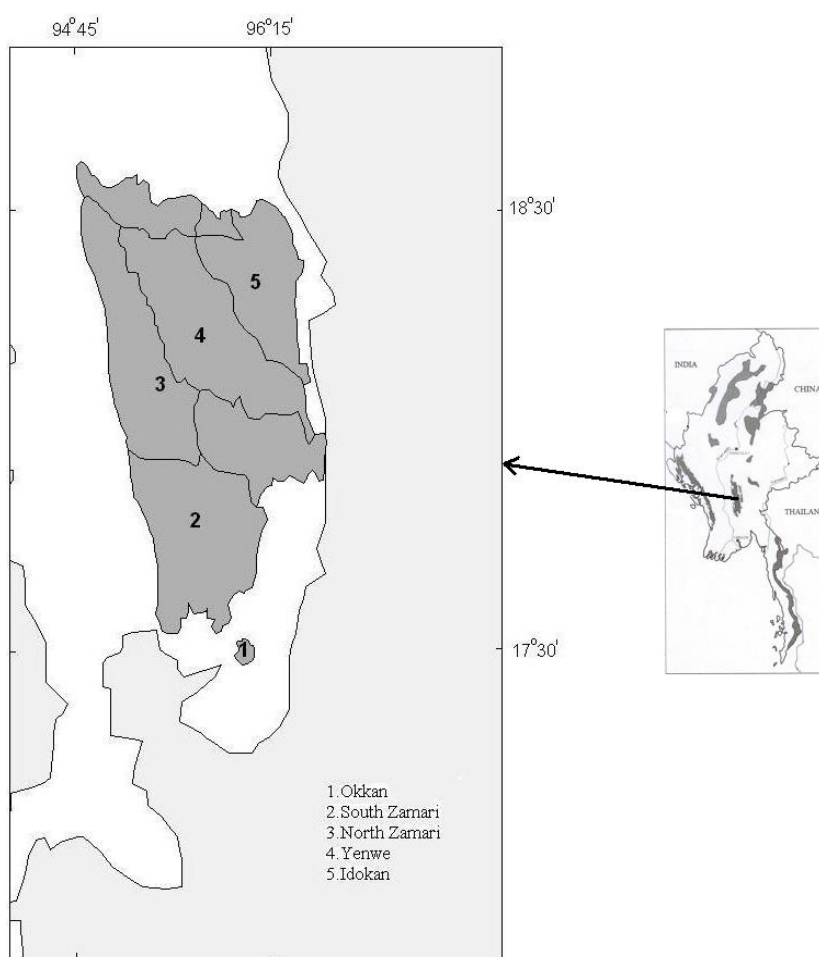 94°45' 96°15'
18°30'
5
INDIA
4
3
CHINA
THAILAN
2
1
17°30'
1.Okkan
2.South Zamari
3.North Zamari
4.Yenwe
5.Idokan